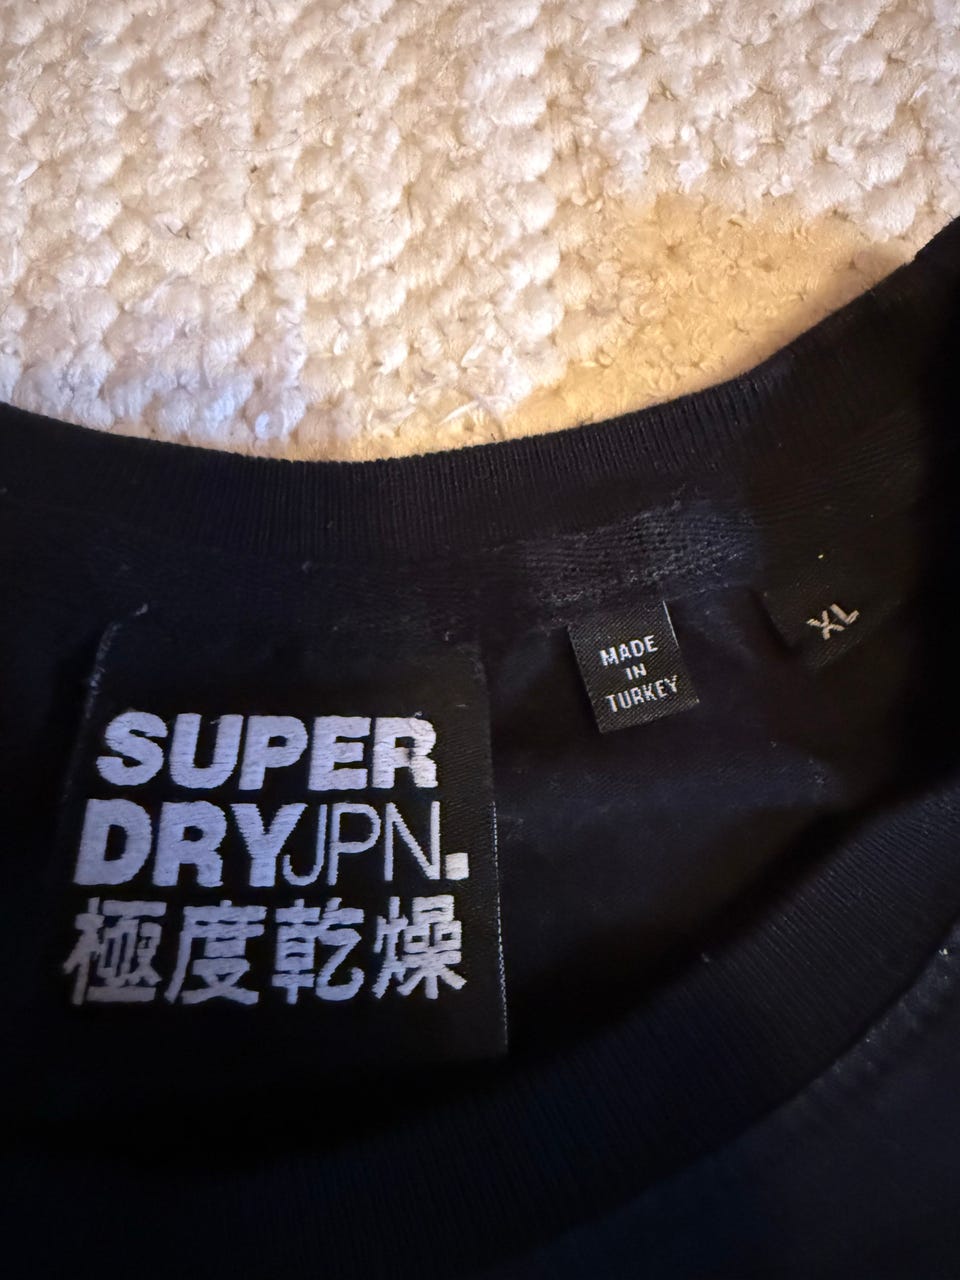 SUPER
DRYJPN.
極度乾燥
MADE
IN
TURKEY
XL